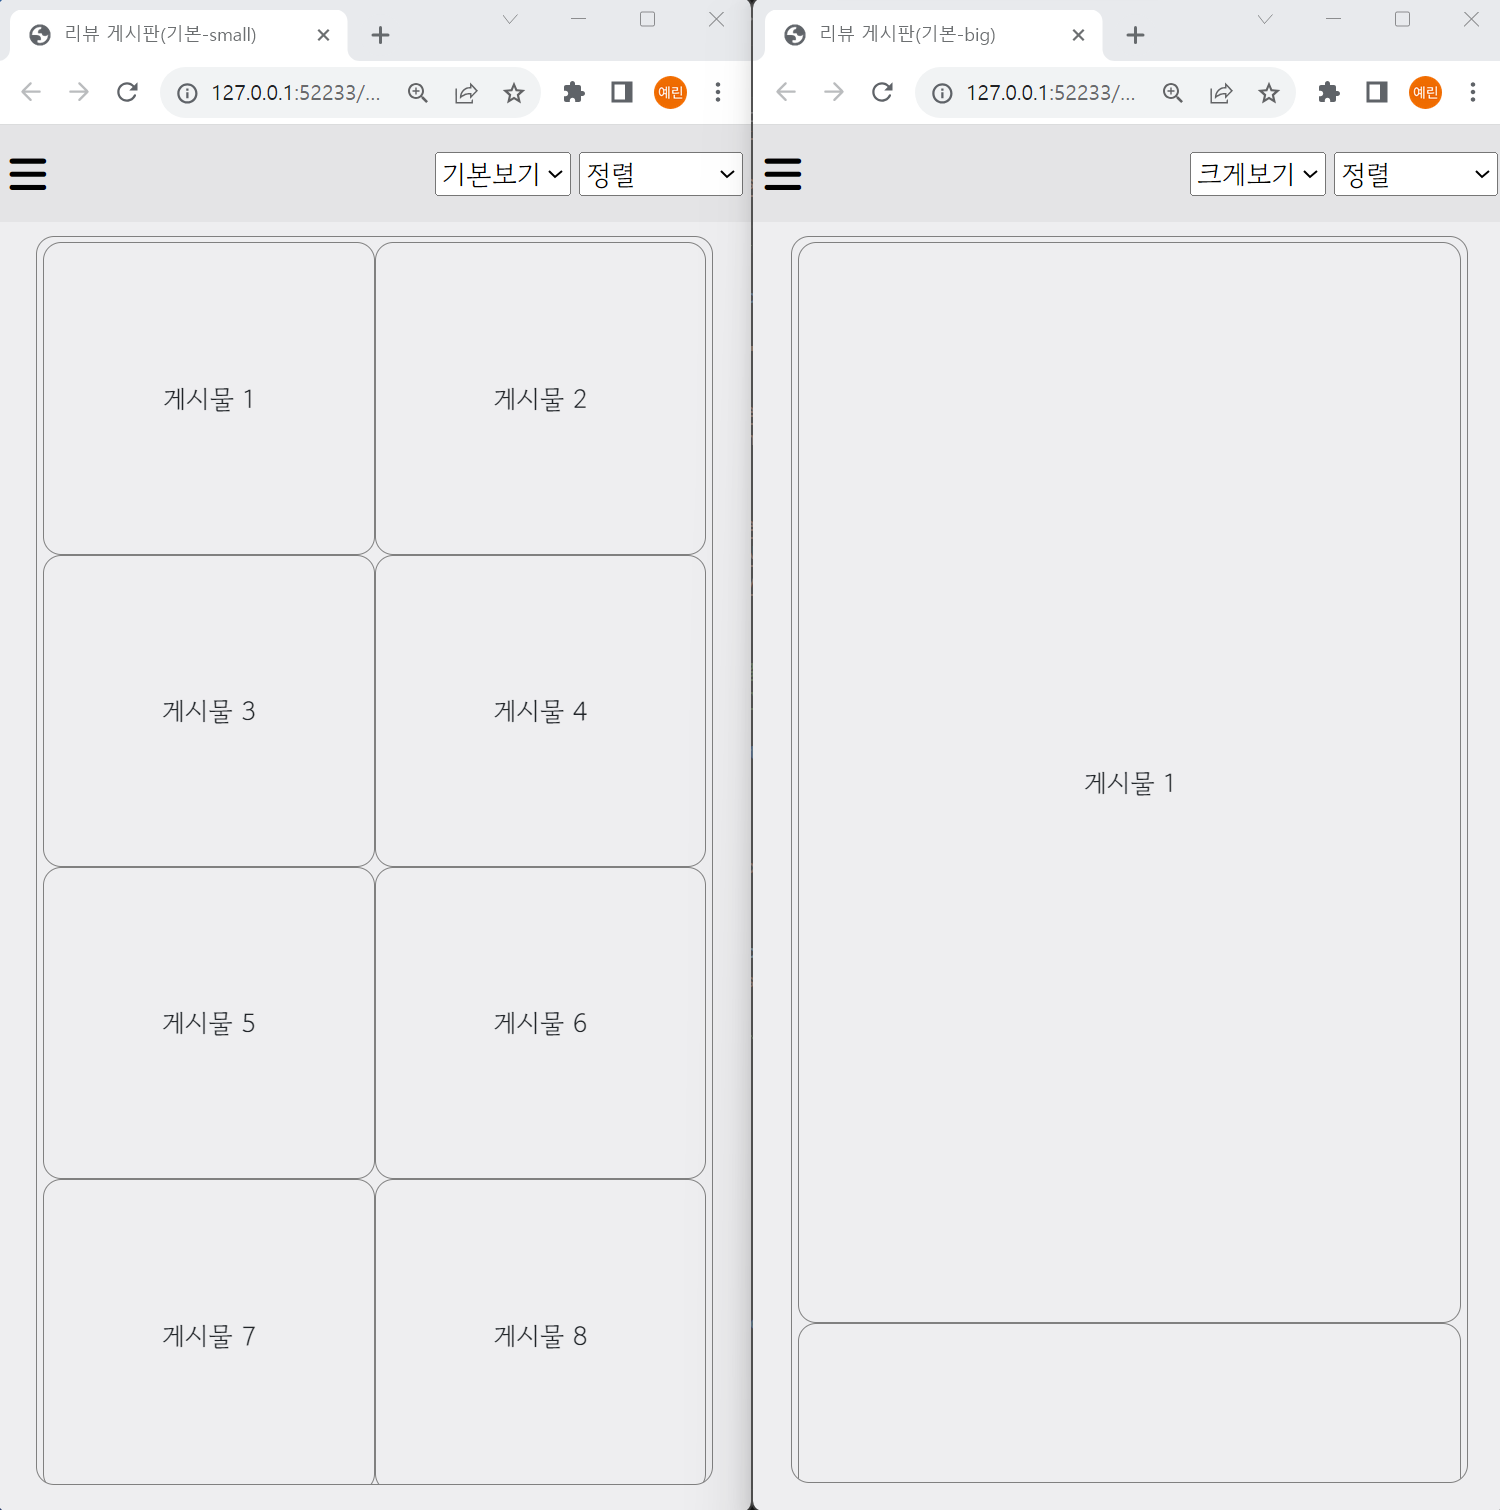 리뷰 게시판(기본-small)
127.0.0.1:52233/...
예린
기본보기 정렬
게시물 1 게시물 2
게시물 3 게시물 4
게시물 5 게시물 6
게시물 7 게시물 8
리뷰 게시판(기본-big)
127.0.0.1:52233/...
예린
크게보기 정렬
게시물 1